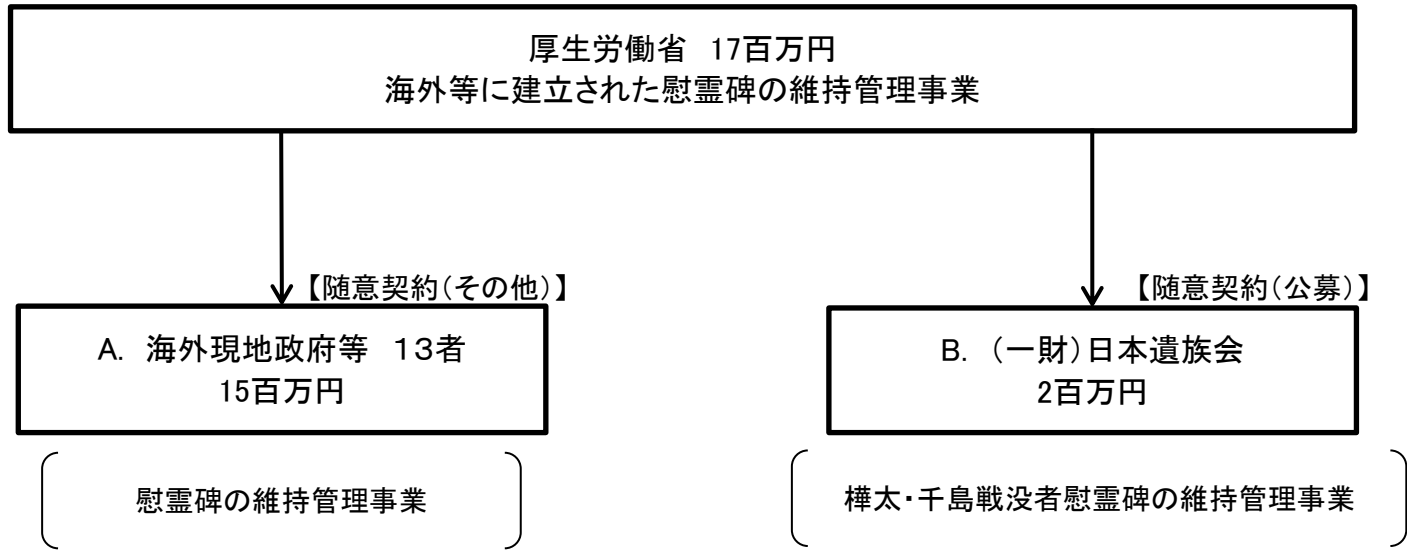 厚生労働省 17百万円
海外等に建立された慰霊碑の維持管理事業
【随意契約(その他)】
【随意契約(公募)】
A. 海外現地政府等 13者
15百万円
B. (一財)日本遺族会
2百万円
慰霊碑の維持管理事業
樺太・千島戦没者慰霊碑の維持管理事業